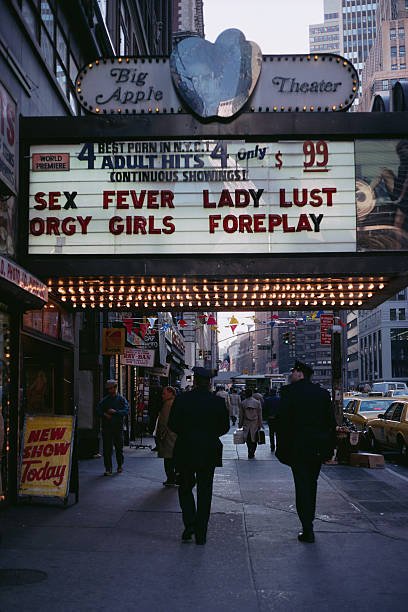 Big Apple Theater
WORLD PREMIERE
4 BEST PORN IN N.Y.C.!
ADULT HITS 4 Only $ .99
CONTINUOUS SHOWINGS!
SEX FEVER LADY LUST
ORGY GIRLS FOREPLAY
NEW SHOW Today